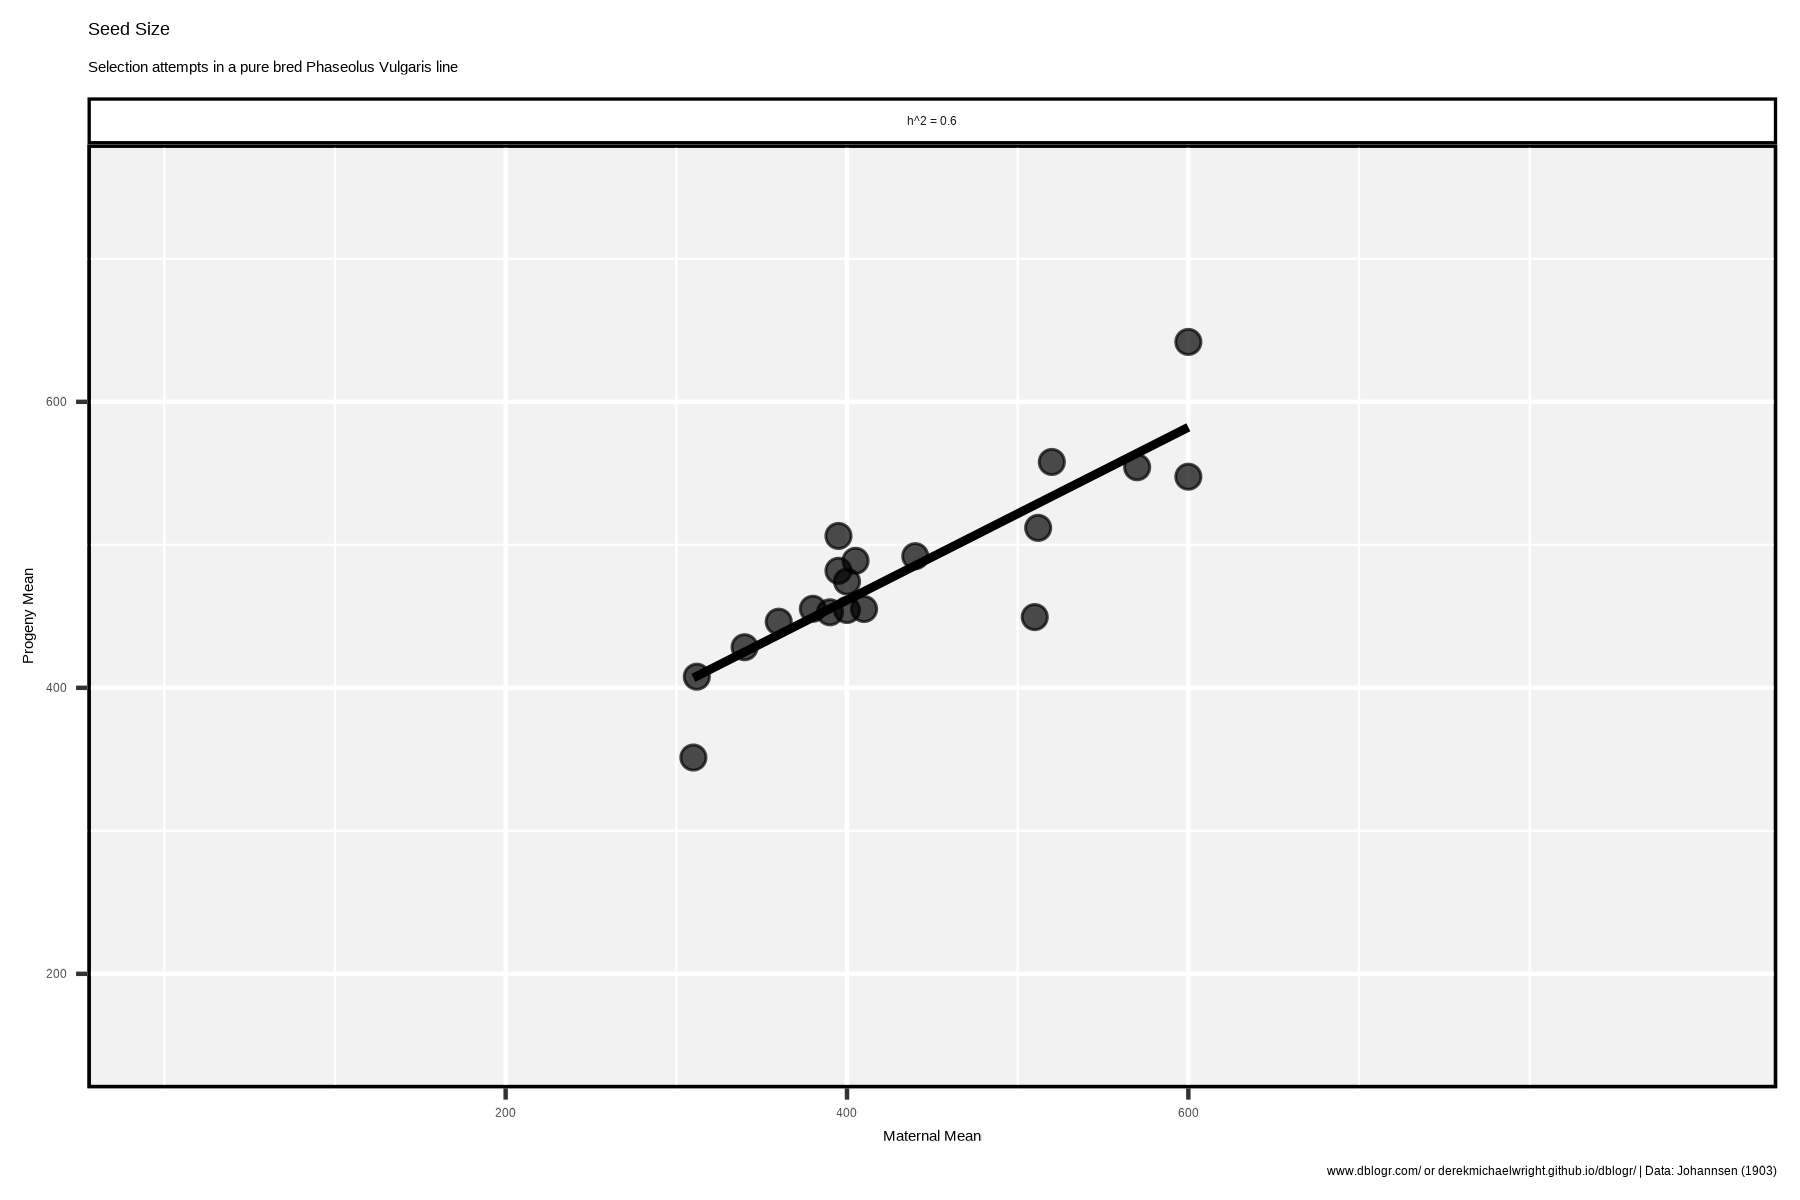 Seed Size
Selection attempts in a pure bred Phaseolus Vulgaris line
h^2 = 0.6
Progeny Mean
600
400
200
200
400
600
Maternal Mean
www.dblogr.com/ or derekmichaelwright.github.io/dblogr/ | Data: Johannsen (1903)